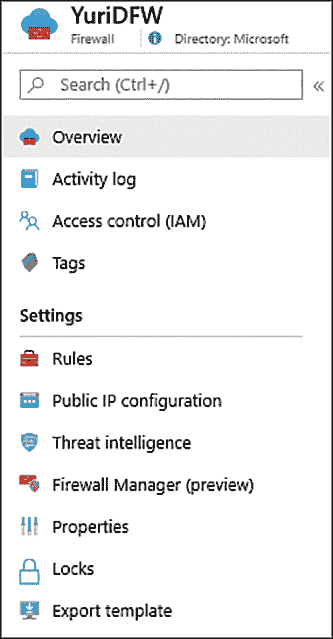 YuriDFW
Firewall
Directory: Microsoft
Search (Ctrl+/)
«
Overview
Activity log
Access control (IAM)
Tags
Settings
Rules
Public IP configuration
Threat intelligence
Firewall Manager (preview)
Properties
Locks
Export template